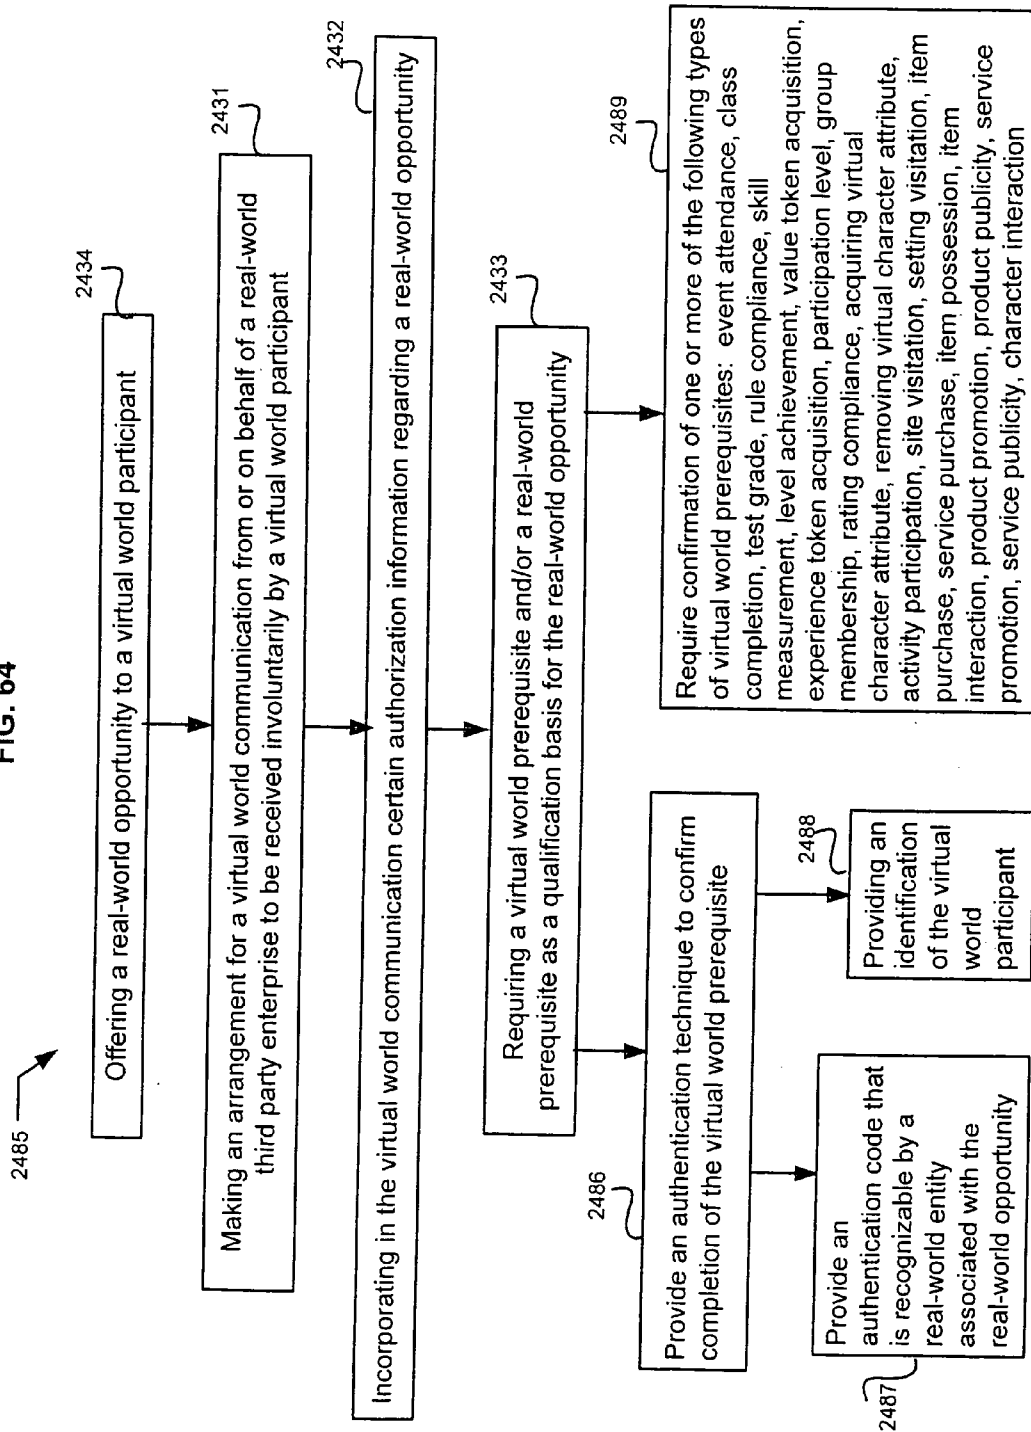 FIG. 64
2485
2434
Offering a real-world opportunity to a virtual world participant
2431
Making an arrangement for a virtual world communication from or on behalf of a real-world
third party enterprise to be received involuntarily by a virtual world participant
2432
Incorporating in the virtual world communication certain authorization information regarding a real-world opportunity
2433
Requiring a virtual world prerequisite and/or a real-world
prerequisite as a qualification basis for the real-world opportunity
2486
Provide an authentication technique to confirm
completion of the virtual world prerequisite
2487
Provide an
authentication code that
is recognizable by a
real-world entity
associated with the
real-world opportunity
2488
Providing an
identification
of the virtual
world
participant
2489
Require confirmation of one or more of the following types
of virtual world prerequisites: event attendance, class
completion, test grade, rule compliance, skill
measurement, level achievement, value token acquisition,
experience token acquisition, participation level, group
membership, rating compliance, acquiring virtual
character attribute, removing virtual character attribute,
activity participation, site visitation, setting visitation, item
purchase, service purchase, item possession, item
interaction, product promotion, product publicity, service
promotion, service publicity, character interaction